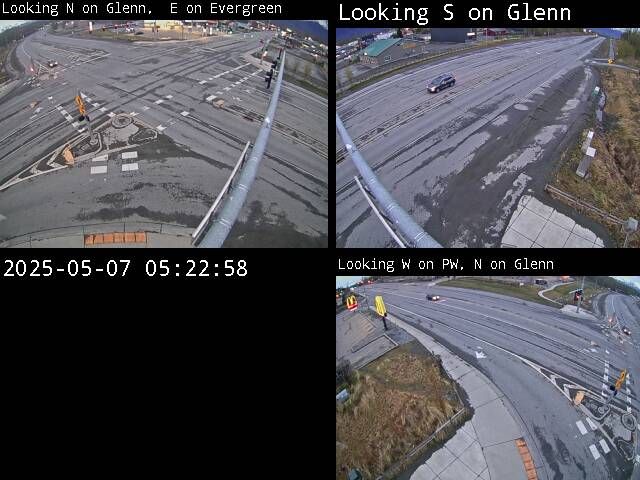 Looking N on Glenn,  E on Evergreen
Looking S on Glenn
2025-05-07 05:22:58
Looking W on PW, N on Glenn